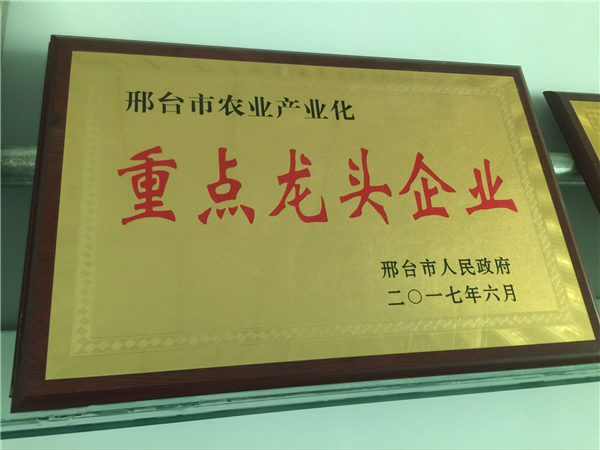 邢台市农业产业化
重点龙头企业
邢台市人民政府
二〇一七年六月